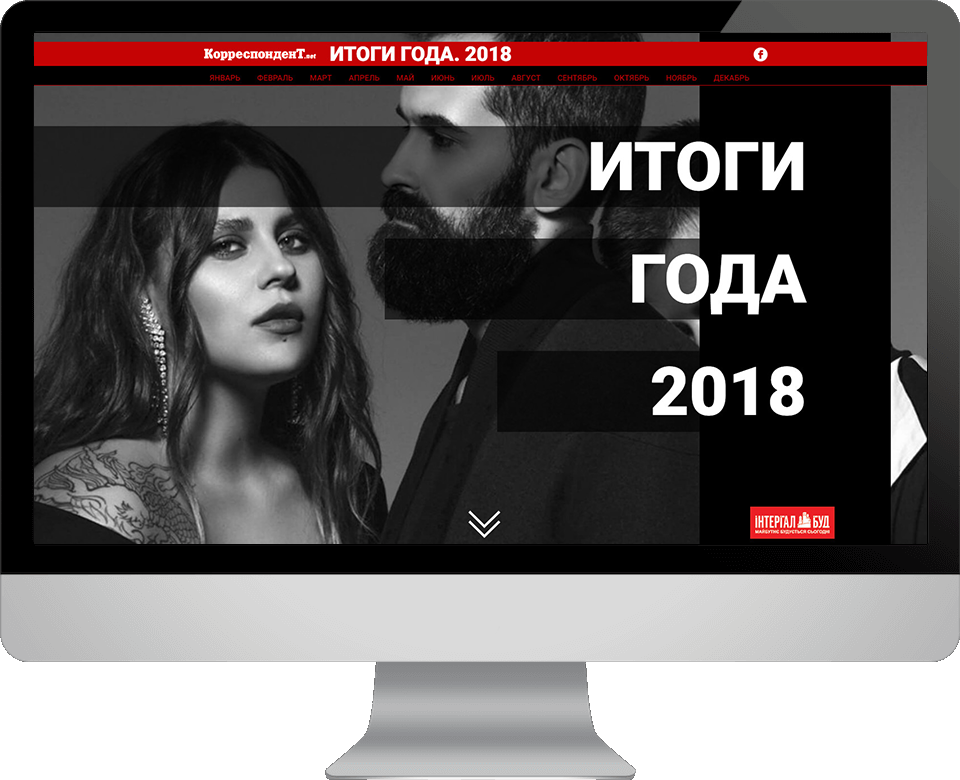 КорреспонденТ.net ИТОГИ ГОДА. 2018
ЯНВАРЬ ФЕВРАЛЬ МАРТ АПРЕЛЬ МАЙ ИЮНЬ ИЮЛЬ АВГУСТ СЕНТЯБРЬ ОКТЯБРЬ НОЯБРЬ ДЕКАБРЬ
ИТОГИ
ГОДА
2018
ІНТЕРГАЛ БУД
МАЙБУТНЄ БУДУЄТЬСЯ СЬОГОДНІ